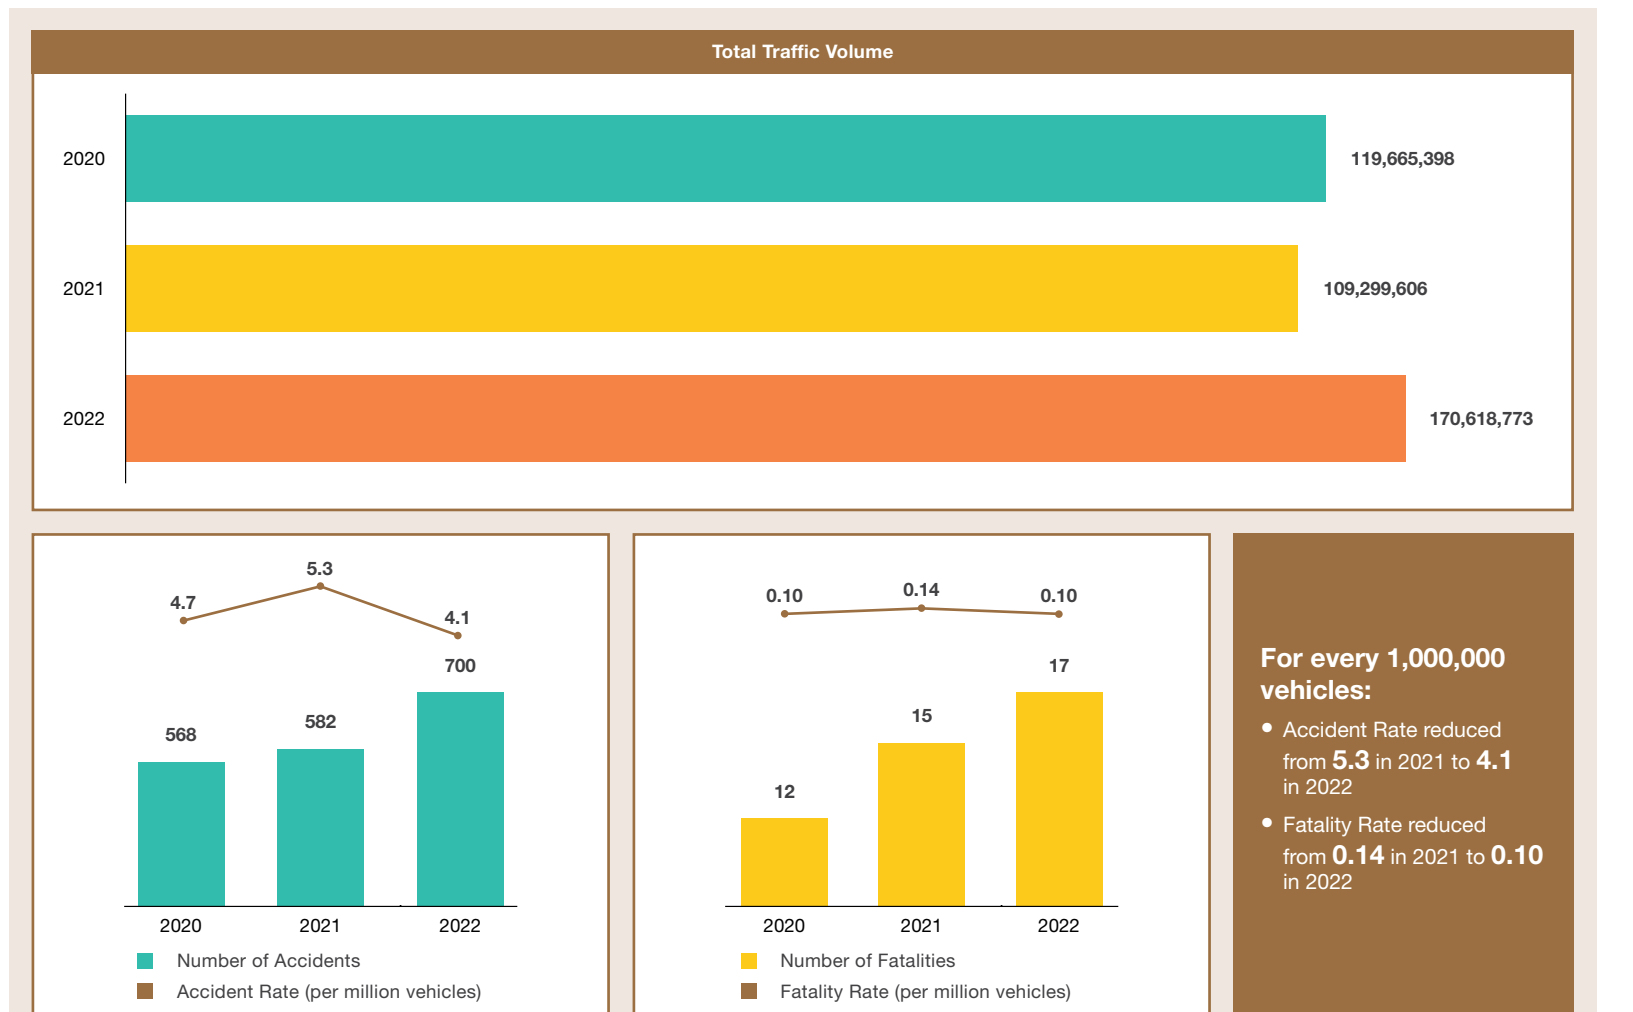 Total Traffic Volume
2020
119,665,398
2021
109,299,606
2022
170,618,773
4.7
5.3
4.1
568
582
700
2020
2021
2022
Number of Accidents
Accident Rate (per million vehicles)
0.10
0.14
0.10
12
15
17
2020
2021
2022
Number of Fatalities
Fatality Rate (per million vehicles)
For every 1,000,000
vehicles:
• Accident Rate reduced
from 5.3 in 2021 to 4.1
in 2022
• Fatality Rate reduced
from 0.14 in 2021 to 0.10
in 2022